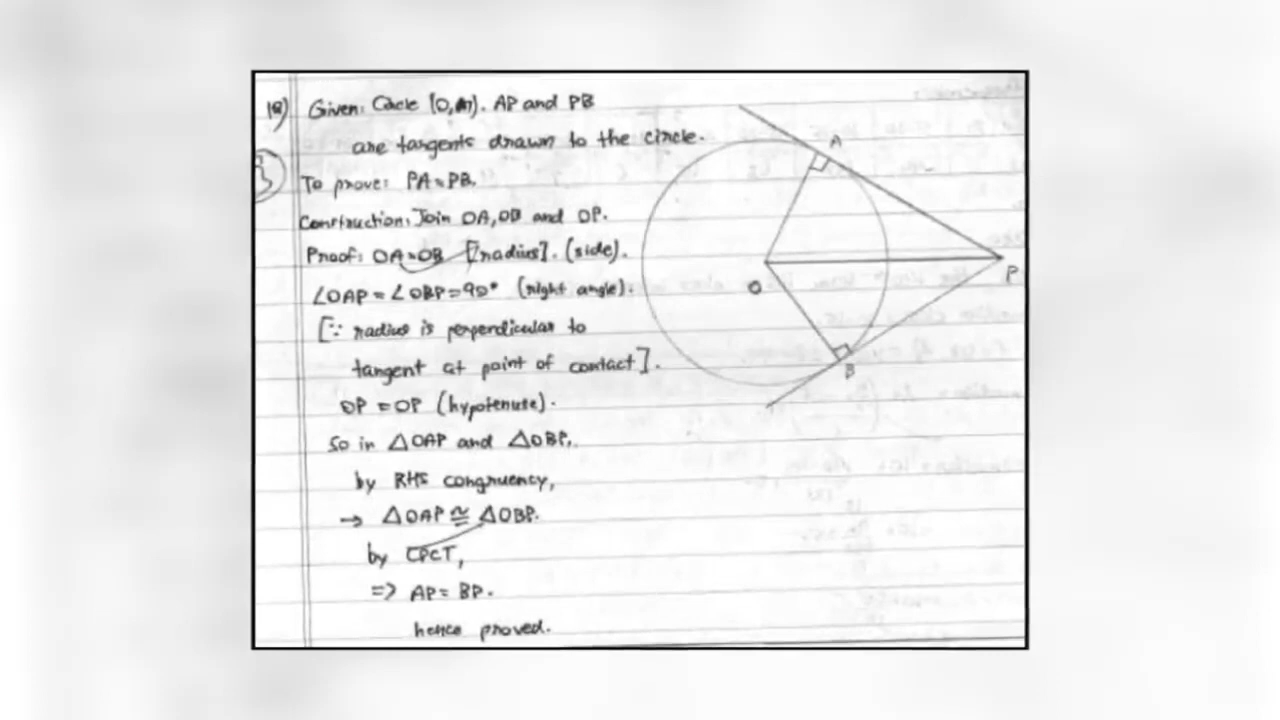 18) Given: Circle (O, r). AP and PB
are tangents drawn to the circle.
3
To prove: PA = PB.
Construction: Join OA, OB and OP.
Proof: OA = OB [radius]. (side).
∠OAP = ∠OBP = 90° (right angle).
[∵ radius is perpendicular to
tangent at point of contact].
OP = OP (hypotenuse).
So in △OAP and △OBP,
by RHS congruency,
→ △OAP ≅ △OBP.
by CPCT,
=> AP = BP.
hence proved.
A
O
P
B